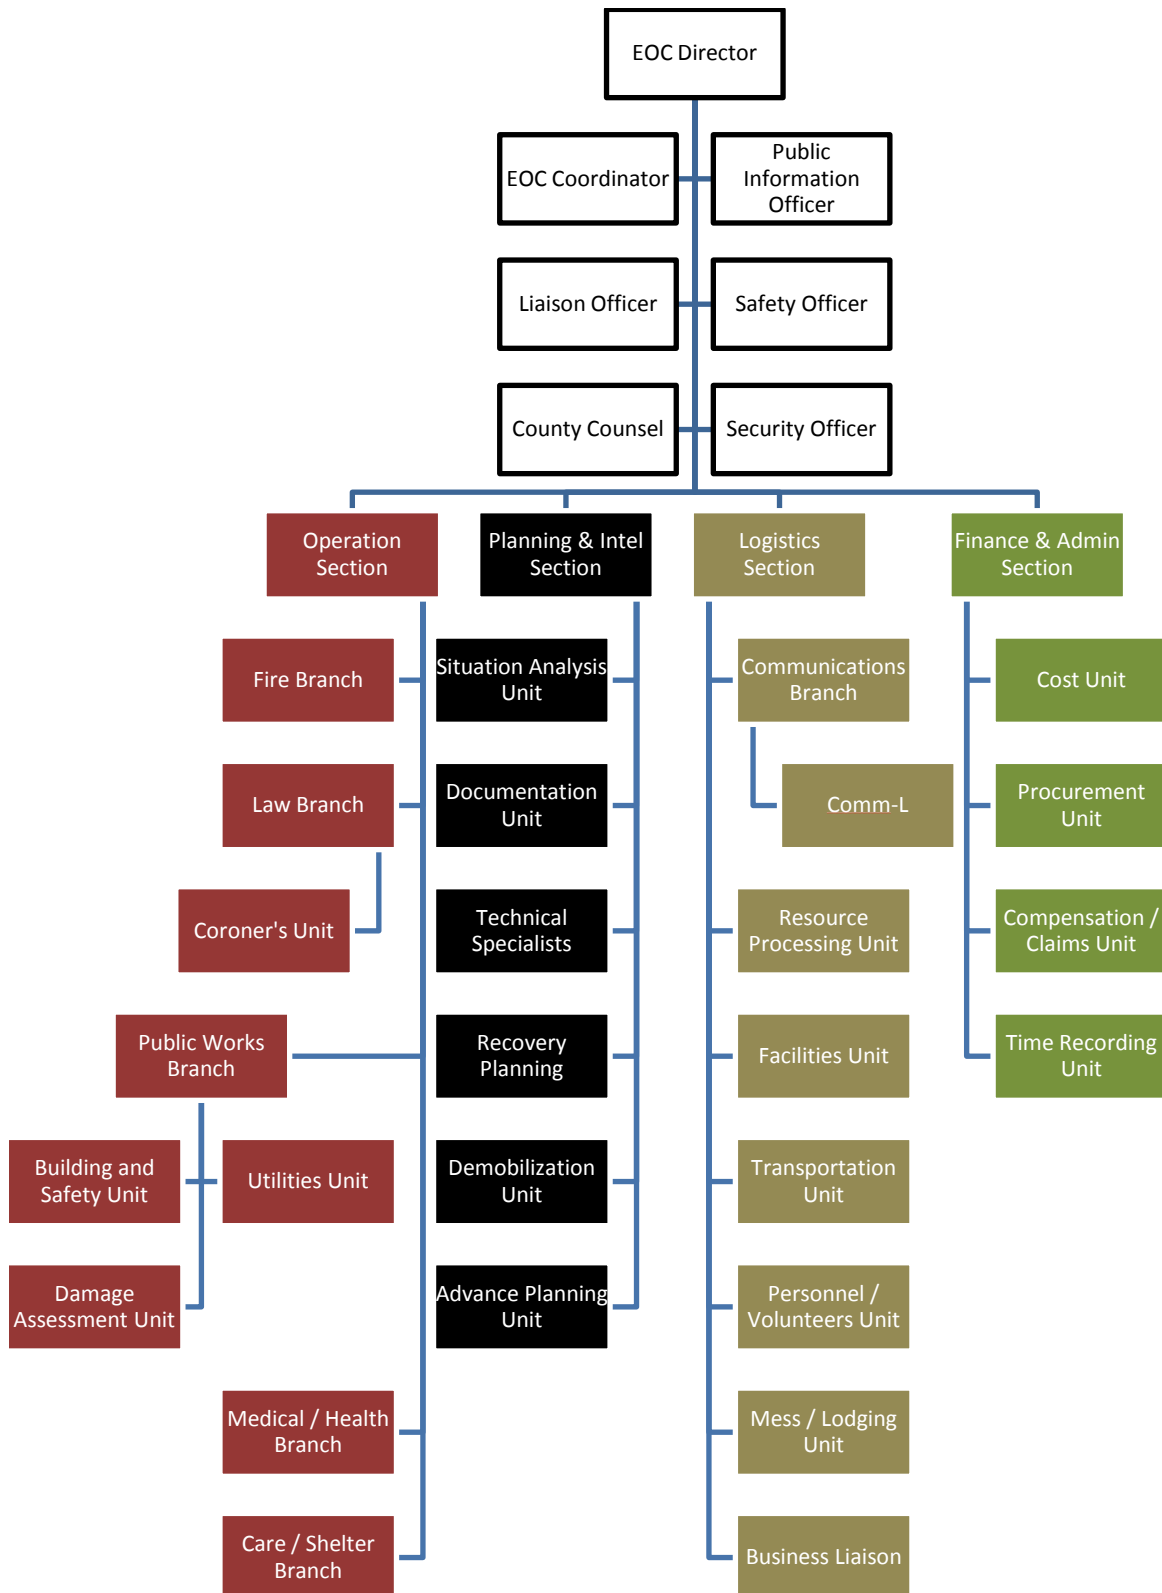 EOC Director
EOC Coordinator
Public
Information
Officer
Liaison Officer
Safety Officer
County Counsel
Security Officer
Operation
Section
Planning & Intel
Section
Logistics
Section
Finance & Admin
Section
Fire Branch
Situation Analysis
Unit
Communications
Branch
Cost Unit
Law Branch
Documentation
Unit
Comm-L
Procurement
Unit
Coroner's Unit
Technical
Specialists
Resource
Processing Unit
Compensation /
Claims Unit
Public Works
Branch
Recovery
Planning
Facilities Unit
Time Recording
Unit
Building and
Safety Unit
Utilities Unit
Demobilization
Unit
Transportation
Unit
Damage
Assessment Unit
Advance Planning
Unit
Personnel /
Volunteers Unit
Medical / Health
Branch
Mess / Lodging
Unit
Care / Shelter
Branch
Business Liaison